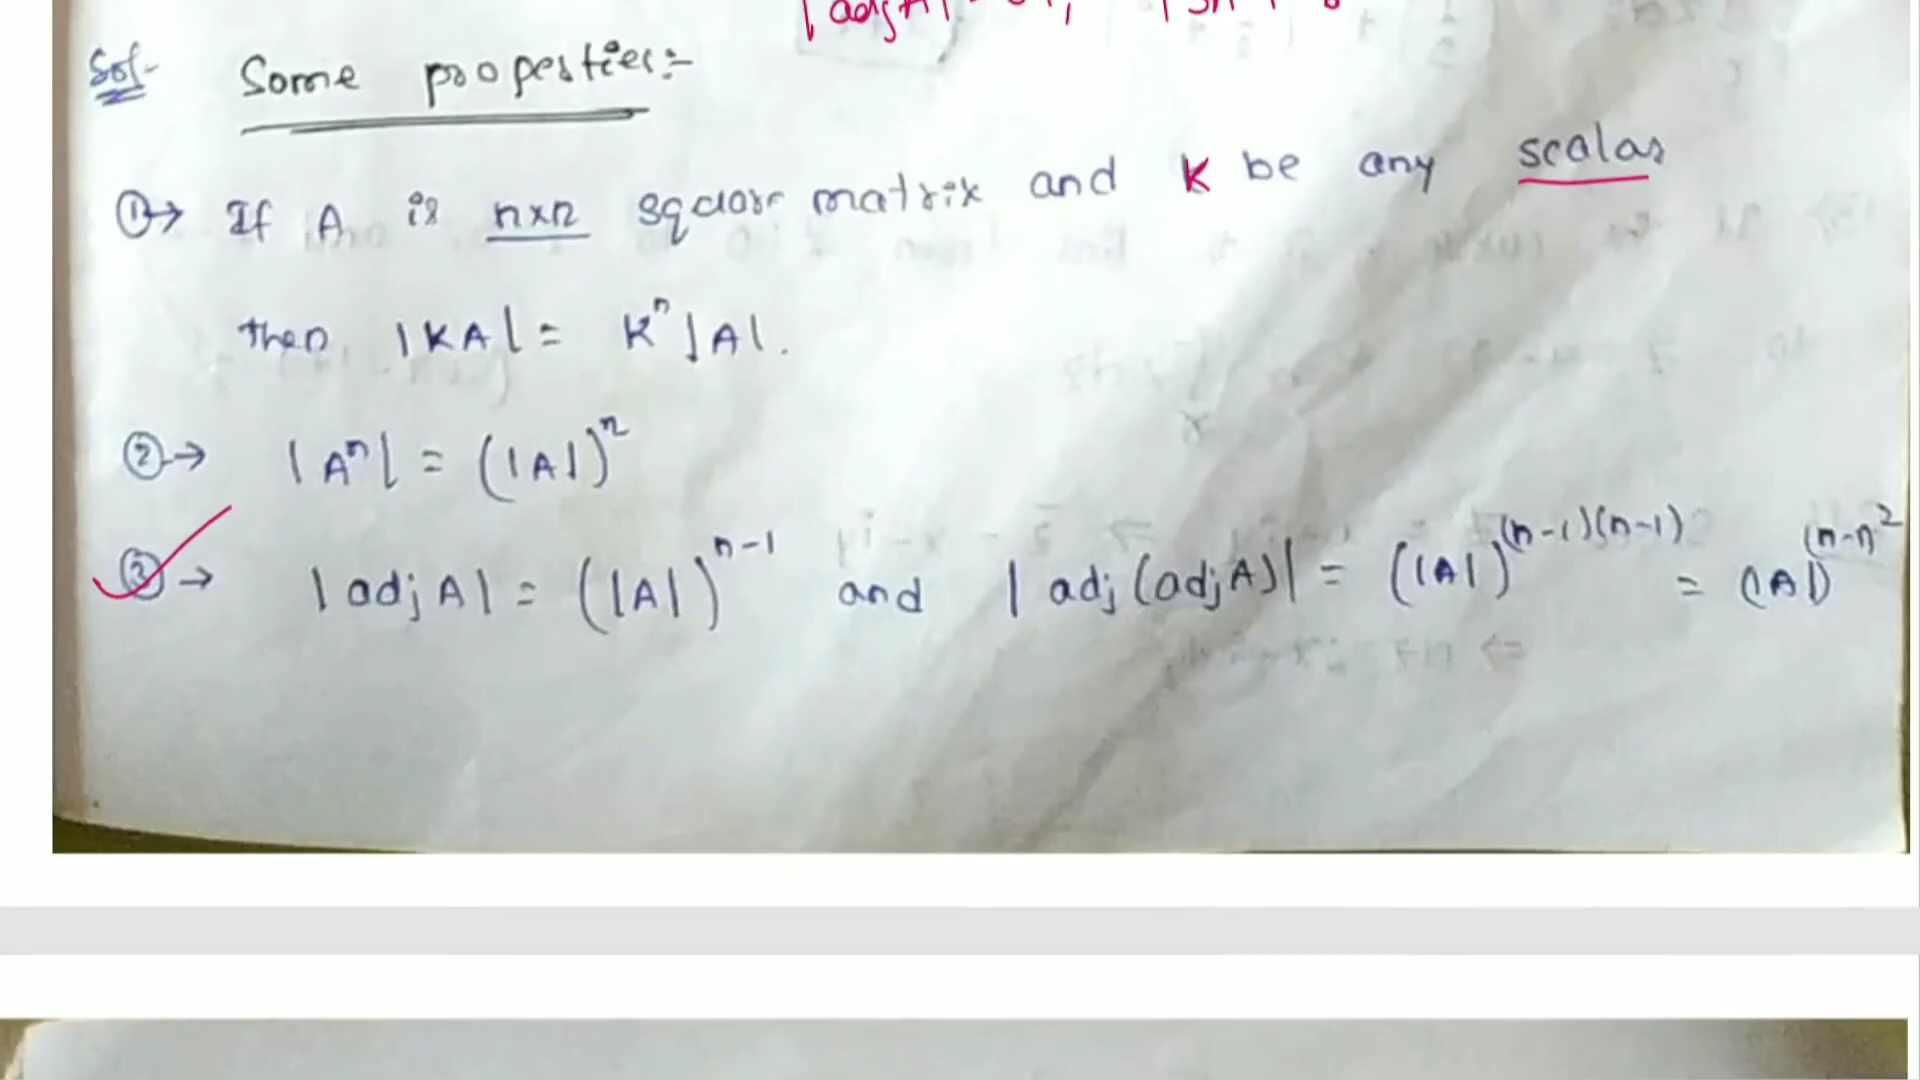 Sol- Some properties:-
①→ If A is n×n square matrix and K be any scalar
then |KA| = Kⁿ|A|.
②→ |Aⁿ| = (|A|)ⁿ
③→ |adj A| = (|A|)ⁿ⁻¹ and |adj(adj A)| = (|A|)⁽ⁿ⁻¹⁾⁽ⁿ⁻¹⁾ = (|A|)⁽ⁿ⁻¹⁾²